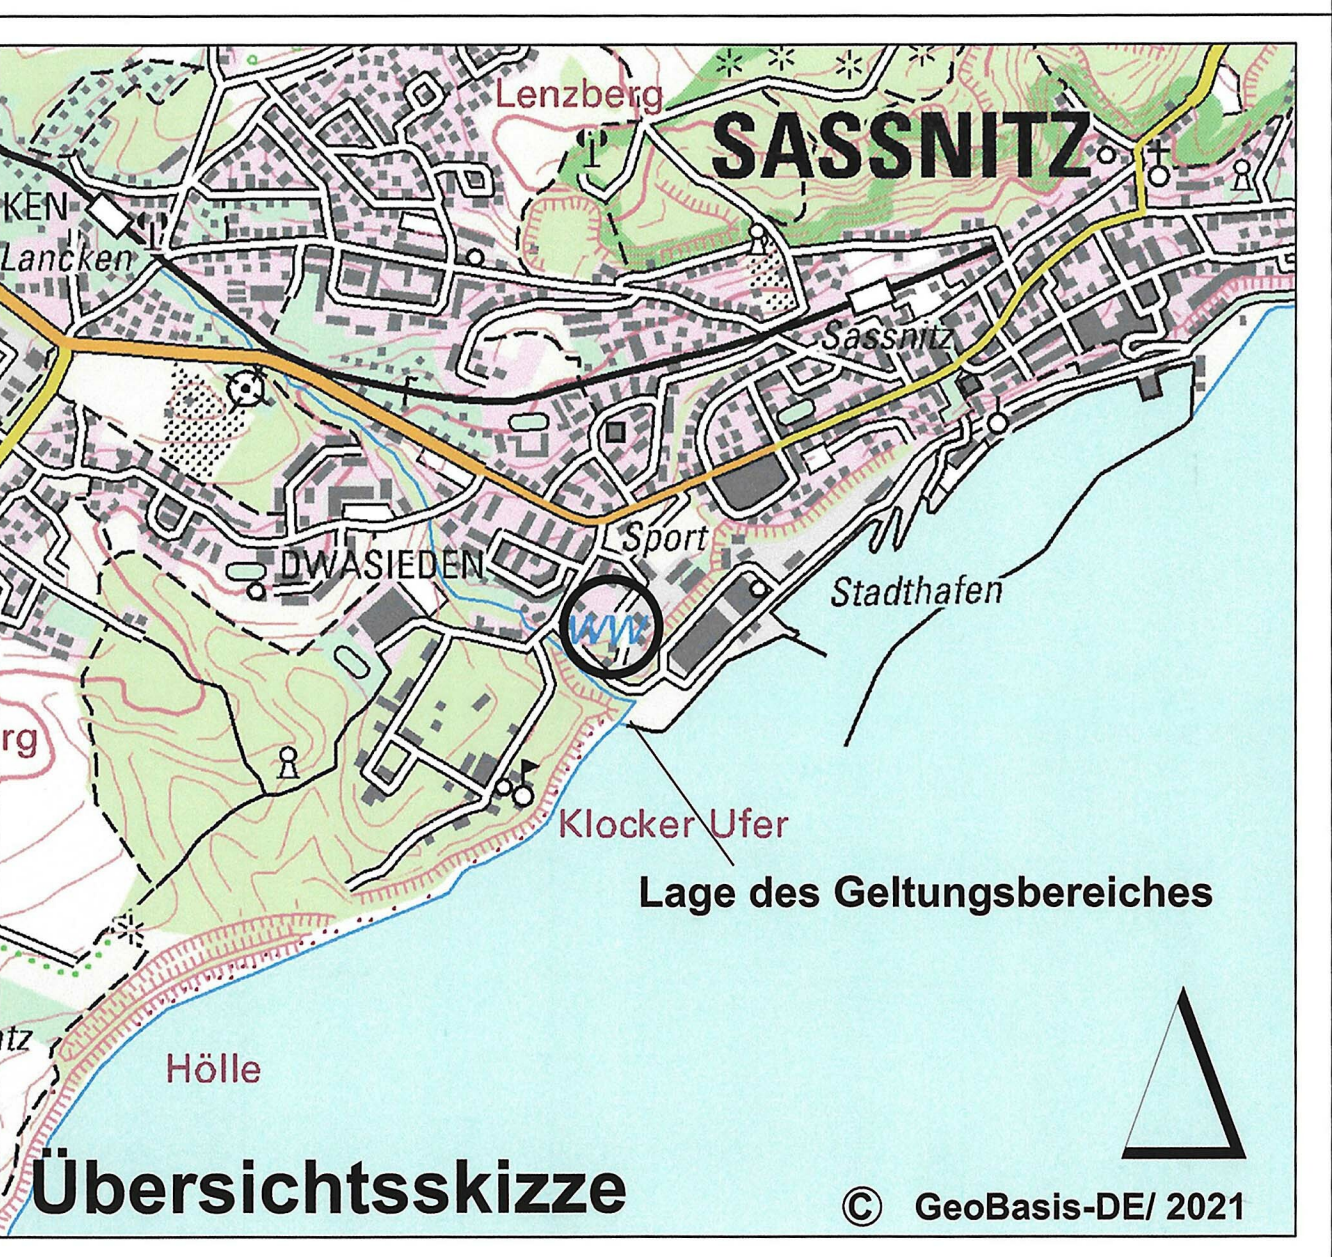 Lenzberg
SASSNITZ
KEN
Lancken
Sassnitz
Sport
DWASIEDEN
Stadthafen
WW
rg
Klocker Ufer
Lage des Geltungsbereiches
tz
Hölle
Übersichtsskizze
© GeoBasis-DE/ 2021